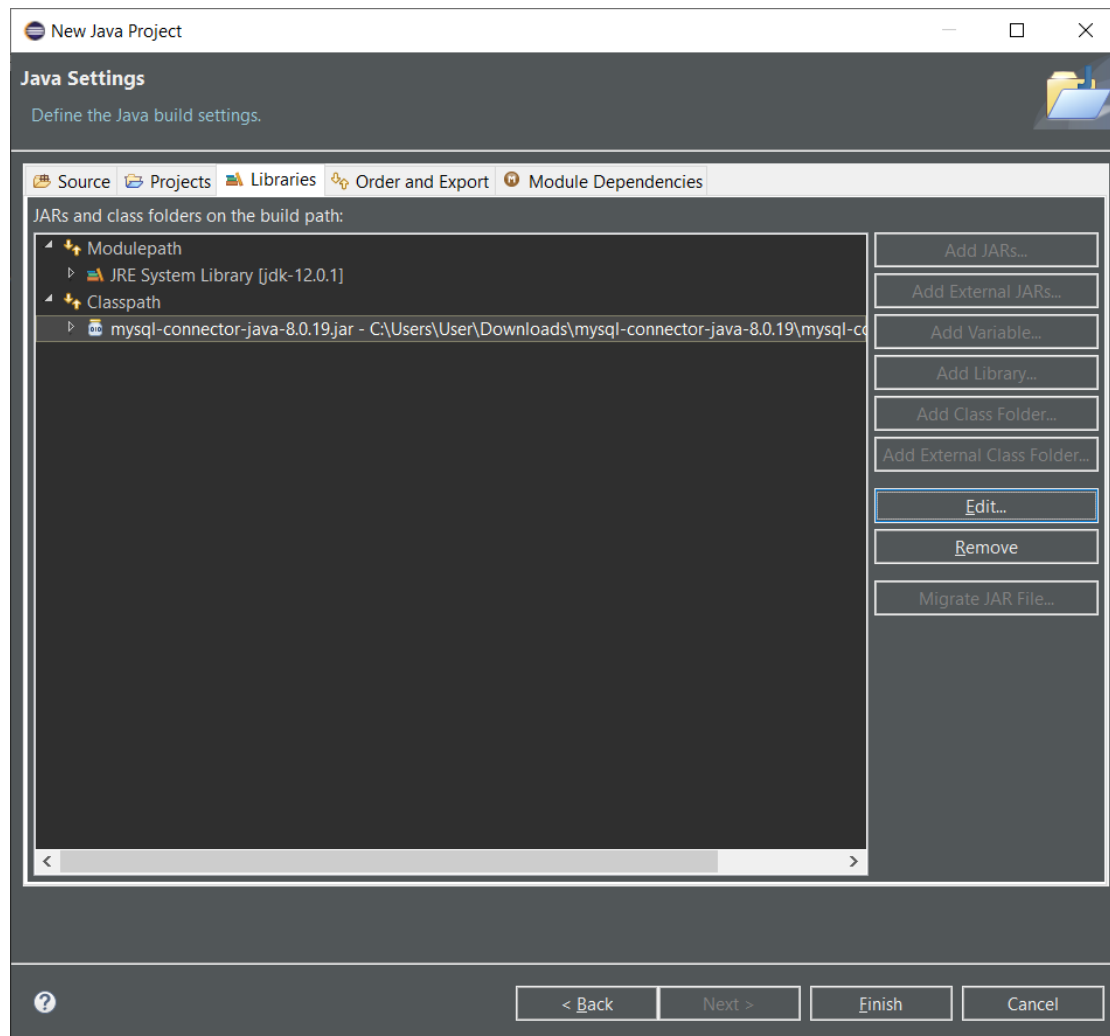 New Java Project
Java Settings
Define the Java build settings.
Source Projects Libraries Order and Export Module Dependencies
JARs and class folders on the build path:
Modulepath
JRE System Library [jdk-12.0.1]
Classpath
mysql-connector-java-8.0.19.jar - C:\Users\User\Downloads\mysql-connector-java-8.0.19\mysql-co
Add JARs...
Add External JARs...
Add Variable...
Add Library...
Add Class Folder...
Add External Class Folder...
Edit...
Remove
Migrate JAR File...
< Back Next > Finish Cancel